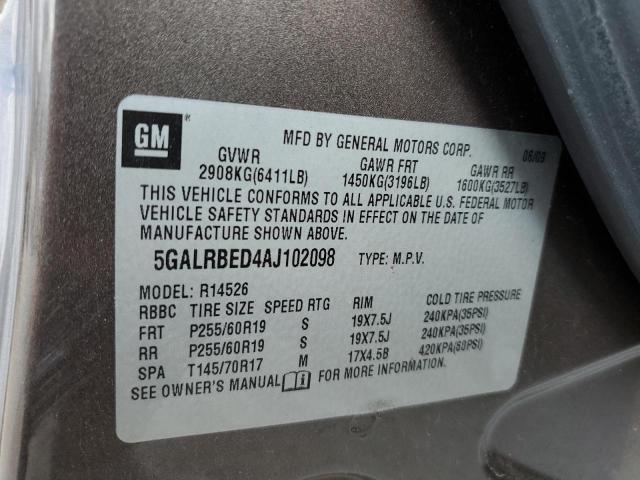 GM ®
MFD BY GENERAL MOTORS CORP. 06/09
GVWR GAWR FRT GAWR RR
2908KG(6411LB) 1450KG(3196LB) 1600KG(3527LB)
THIS VEHICLE CONFORMS TO ALL APPLICABLE U.S. FEDERAL MOTOR
VEHICLE SAFETY STANDARDS IN EFFECT ON THE DATE OF
MANUFACTURE SHOWN ABOVE.
5GALRBED4AJ102098 TYPE: M.P.V.
MODEL: R14526
RBBC TIRE SIZE SPEED RTG RIM COLD TIRE PRESSURE
FRT P255/60R19 S 19X7.5J 240KPA(35PSI)
RR P255/60R19 S 19X7.5J 240KPA(35PSI)
SPA T145/70R17 M 17X4.5B 420KPA(60PSI)
SEE OWNER'S MANUAL FOR MORE INFORMATION.